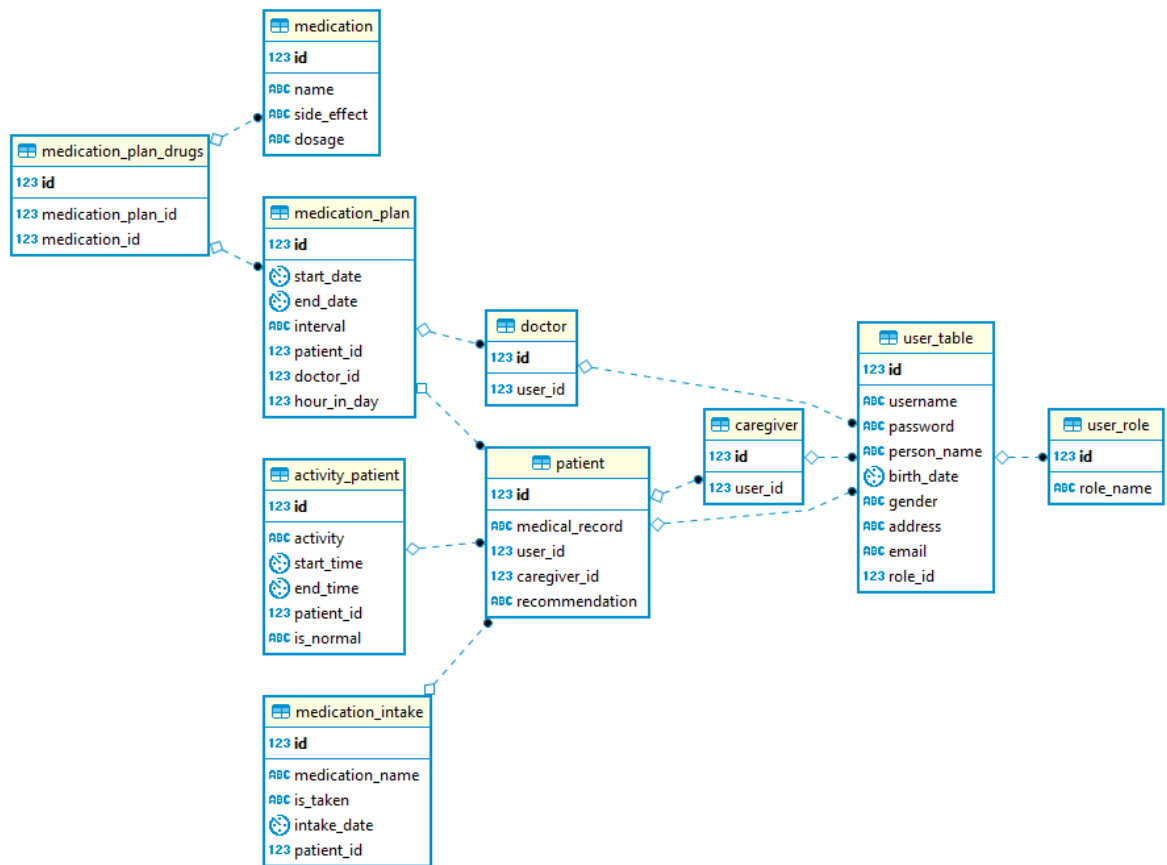 medication
123 id
ABC name
ABC side_effect
ABC dosage
medication_plan_drugs
123 id
123 medication_plan_id
123 medication_id
medication_plan
123 id
start_date
end_date
ABC interval
123 patient_id
123 doctor_id
123 hour_in_day
doctor
123 id
123 user_id
user_table
123 id
ABC username
ABC password
ABC person_name
birth_date
ABC gender
ABC address
ABC email
123 role_id
caregiver
123 id
123 user_id
user_role
123 id
ABC role_name
patient
123 id
ABC medical_record
123 user_id
123 caregiver_id
ABC recommendation
activity_patient
123 id
ABC activity
start_time
end_time
123 patient_id
ABC is_normal
medication_intake
123 id
ABC medication_name
ABC is_taken
intake_date
123 patient_id